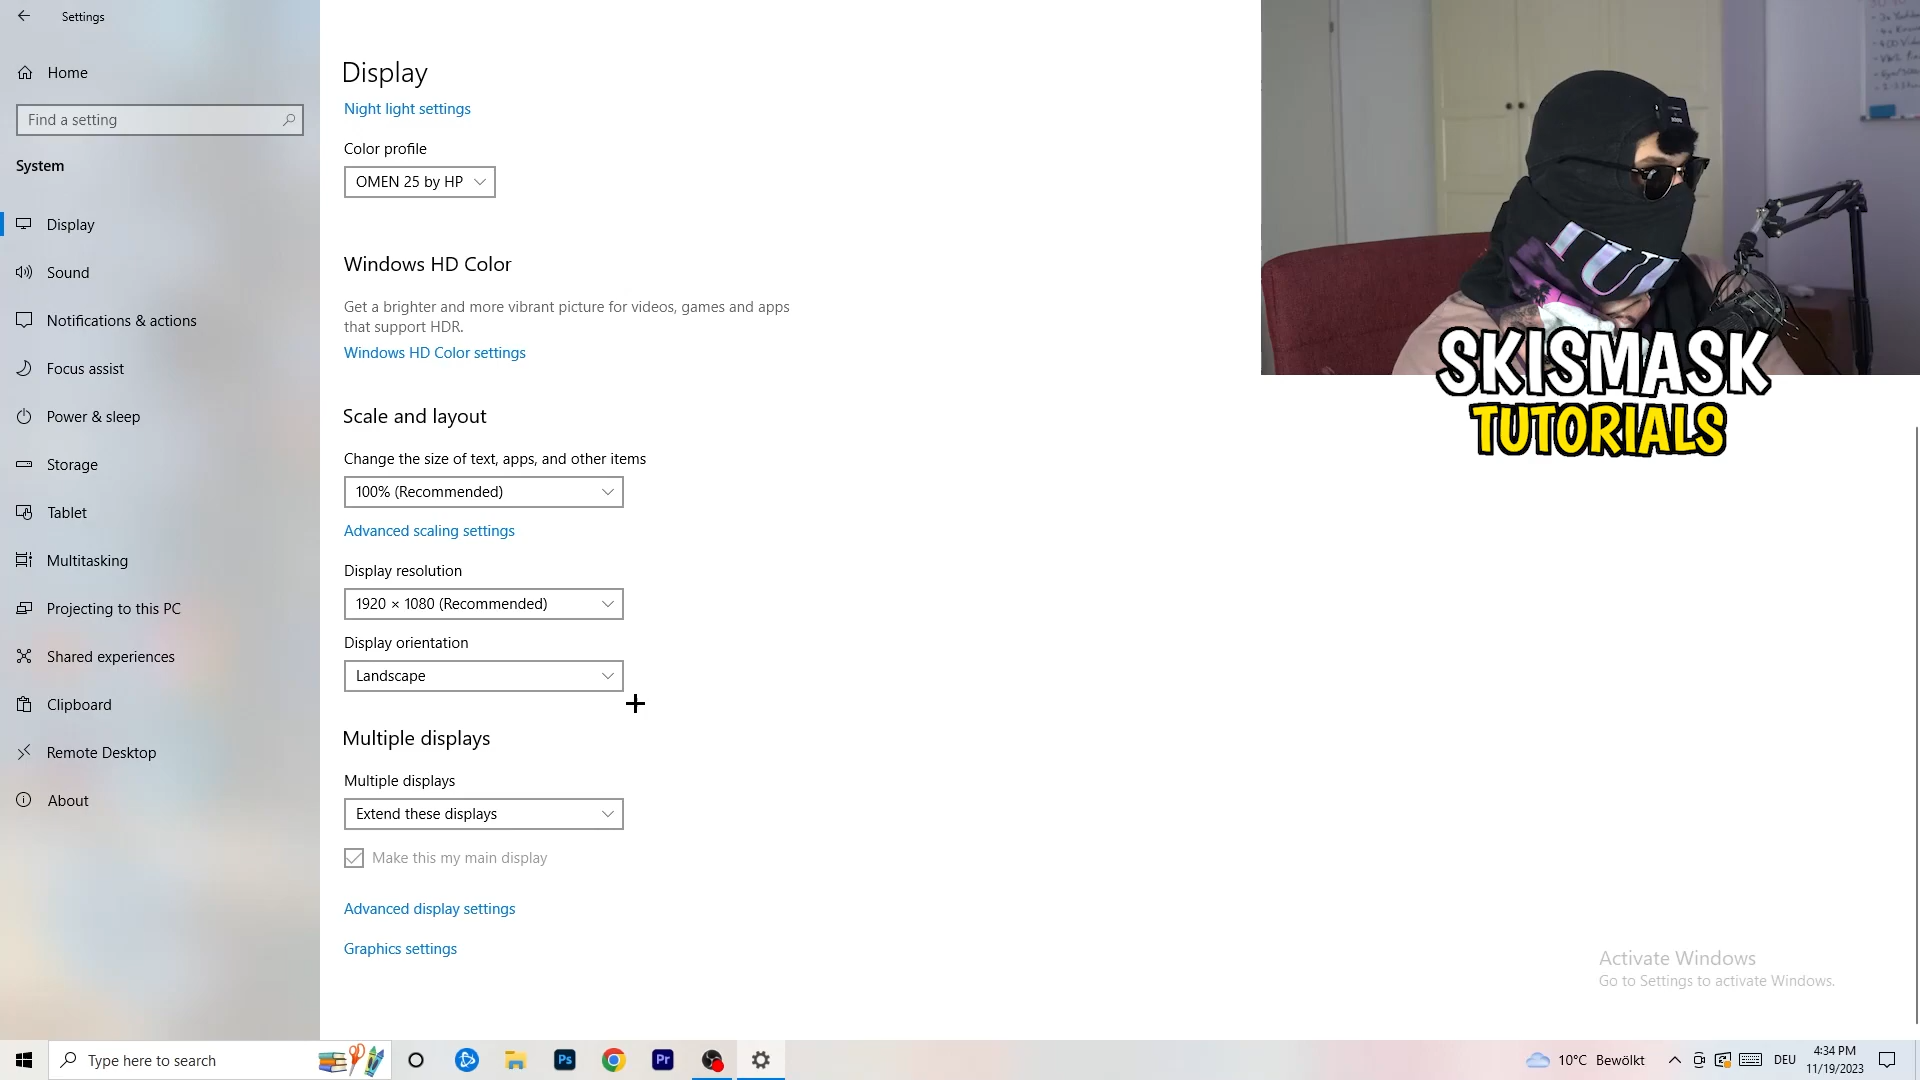 Settings
Home
Find a setting
System
Display
Sound
Notifications & actions
Focus assist
Power & sleep
Storage
Tablet
Multitasking
Projecting to this PC
Shared experiences
Clipboard
Remote Desktop
About
Display
Night light settings
Color profile
OMEN 25 by HP
Windows HD Color
Get a brighter and more vibrant picture for videos, games and apps
that support HDR.
Windows HD Color settings
Scale and layout
Change the size of text, apps, and other items
100% (Recommended)
Advanced scaling settings
Display resolution
1920 × 1080 (Recommended)
Display orientation
Landscape
Multiple displays
Multiple displays
Extend these displays
Make this my main display
Advanced display settings
Graphics settings
SKISMASK
TUTORIALS
Activate Windows
Go to Settings to activate Windows.
Type here to search
Ps
Pr
10°C Bewölkt
DEU
4:34 PM
11/19/2023